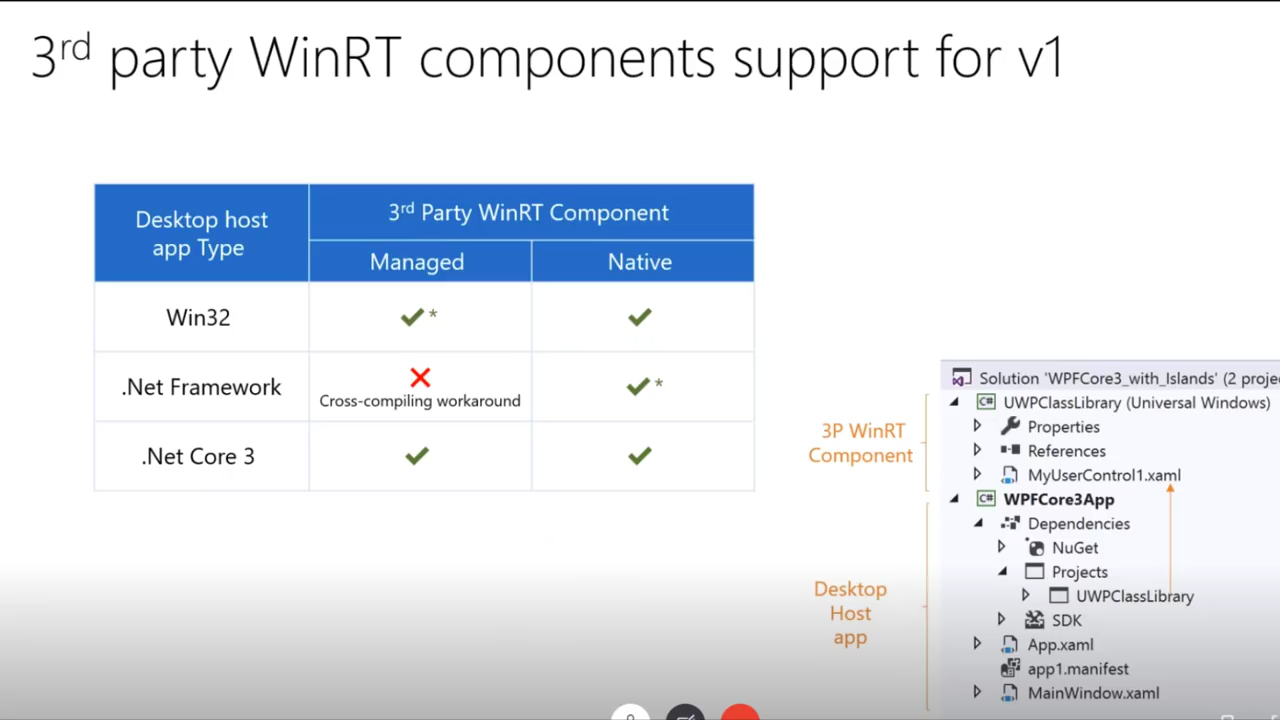 3rd party WinRT components support for v1
Desktop host
app Type
3rd Party WinRT Component
Managed
Native
Win32
*
.Net Framework
Cross-compiling workaround
*
.Net Core 3
3P WinRT
Component
Desktop
Host
app
Solution 'WPFCore3_with_Islands' (2 proje
C# UWPClassLibrary (Universal Windows)
Properties
References
MyUserControl1.xaml
C# WPFCore3App
Dependencies
NuGet
Projects
UWPClassLibrary
SDK
App.xaml
app1.manifest
MainWindow.xaml